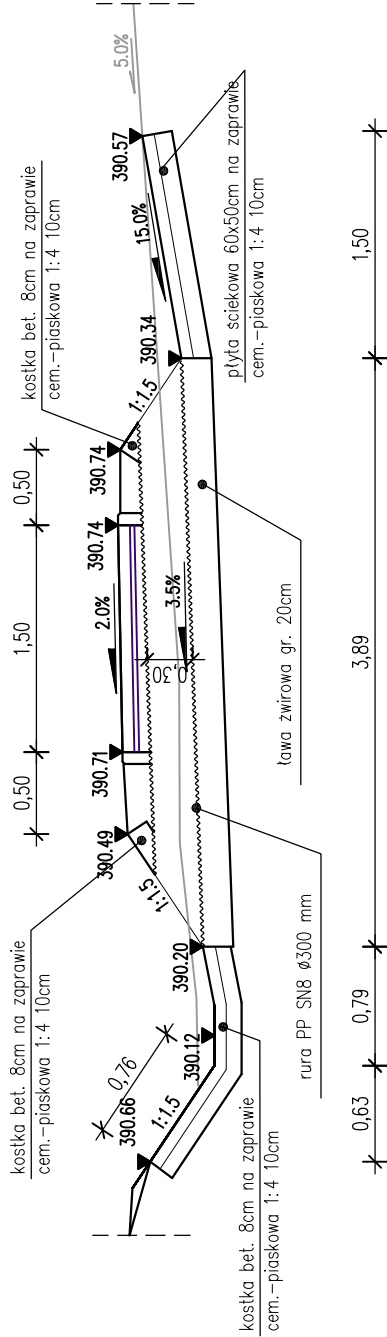 kostka bet. 8cm na zaprawie
cem.-piaskowa 1:4 10cm
kostka bet. 8cm na zaprawie
cem.-piaskowa 1:4 10cm
0,50
1,50
0,50
5.0%
390.57
15.0%
390.34
1:1.5
390.74
390.74
2.0%
390.71
390.49
1:1.5
0,30
3.5%
390.20
390.12
0,76
1:1.5
390.66
płyta ściekowa 60x50cm na zaprawie
cem.-piaskowa 1:4 10cm
ława żwirowa gr. 20cm
rura PP SN8 ø300 mm
kostka bet. 8cm na zaprawie
cem.-piaskowa 1:4 10cm
0,63
0,79
3,89
1,50